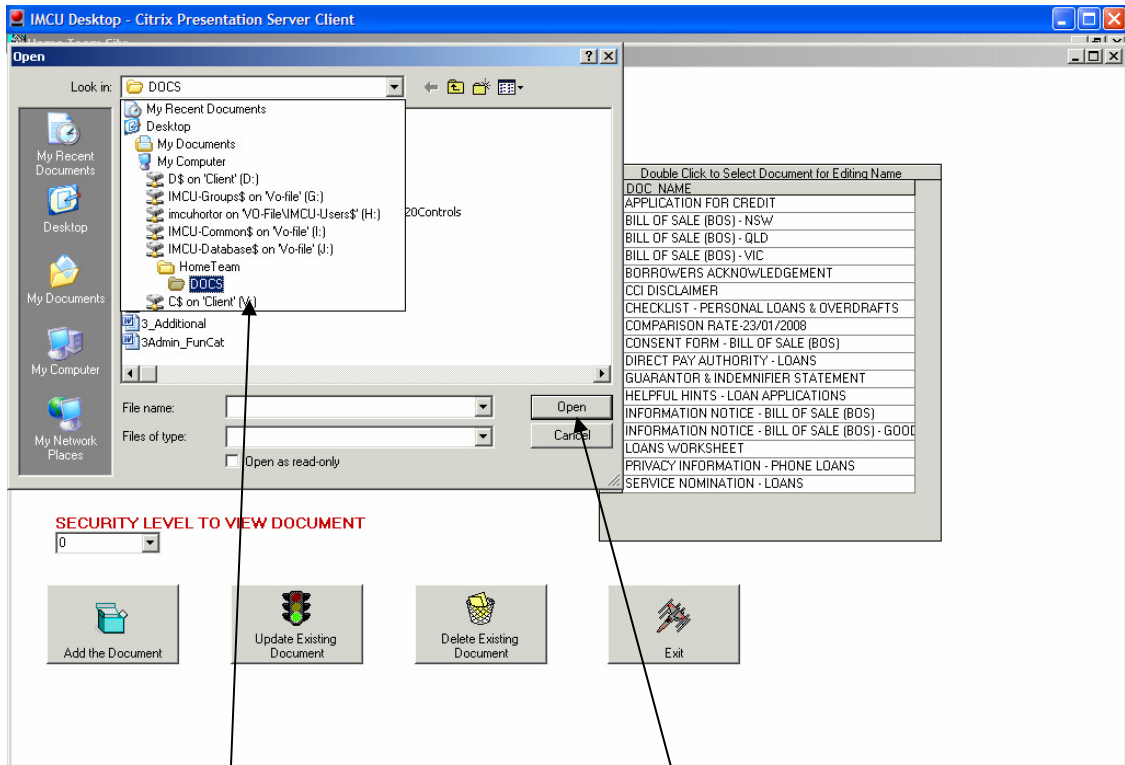 IMCU Desktop - Citrix Presentation Server Client
Open
Look in:
DOCS
My Recent Documents
Desktop
My Documents
My Computer
D$ on 'Client' (D:)
IMCU-Groups$ on 'Vo-file' (G:)
imcuhortor on 'VO-File\IMCU-Users$' (H:)
IMCU-Common$ on 'Vo-file' (I:)
IMCU-Database$ on 'Vo-file' (J:)
HomeTeam
DOCS
C$ on 'Client' (V:)
20Controls
3_Additional
3Admin_FunCat
My Recent
Documents
Desktop
My Documents
My Computer
My Network
Places
File name:
Open
Files of type:
Cancel
Open as read-only
Double Click to Select Document for Editing Name
DOC_NAME
APPLICATION FOR CREDIT
BILL OF SALE (BOS) - NSW
BILL OF SALE (BOS) - QLD
BILL OF SALE (BOS) - VIC
BORROWERS ACKNOWLEDGEMENT
CCI DISCLAIMER
CHECKLIST - PERSONAL LOANS & OVERDRAFTS
COMPARISON RATE-23/01/2008
CONSENT FORM - BILL OF SALE (BOS)
DIRECT PAY AUTHORITY - LOANS
GUARANTOR & INDEMNIFIER STATEMENT
HELPFUL HINTS - LOAN APPLICATIONS
INFORMATION NOTICE - BILL OF SALE (BOS)
INFORMATION NOTICE - BILL OF SALE (BOS) - GOOD
LOANS WORKSHEET
PRIVACY INFORMATION - PHONE LOANS
SERVICE NOMINATION - LOANS
SECURITY LEVEL TO VIEW DOCUMENT
0
Add the Document
Update Existing
Document
Delete Existing
Document
Exit